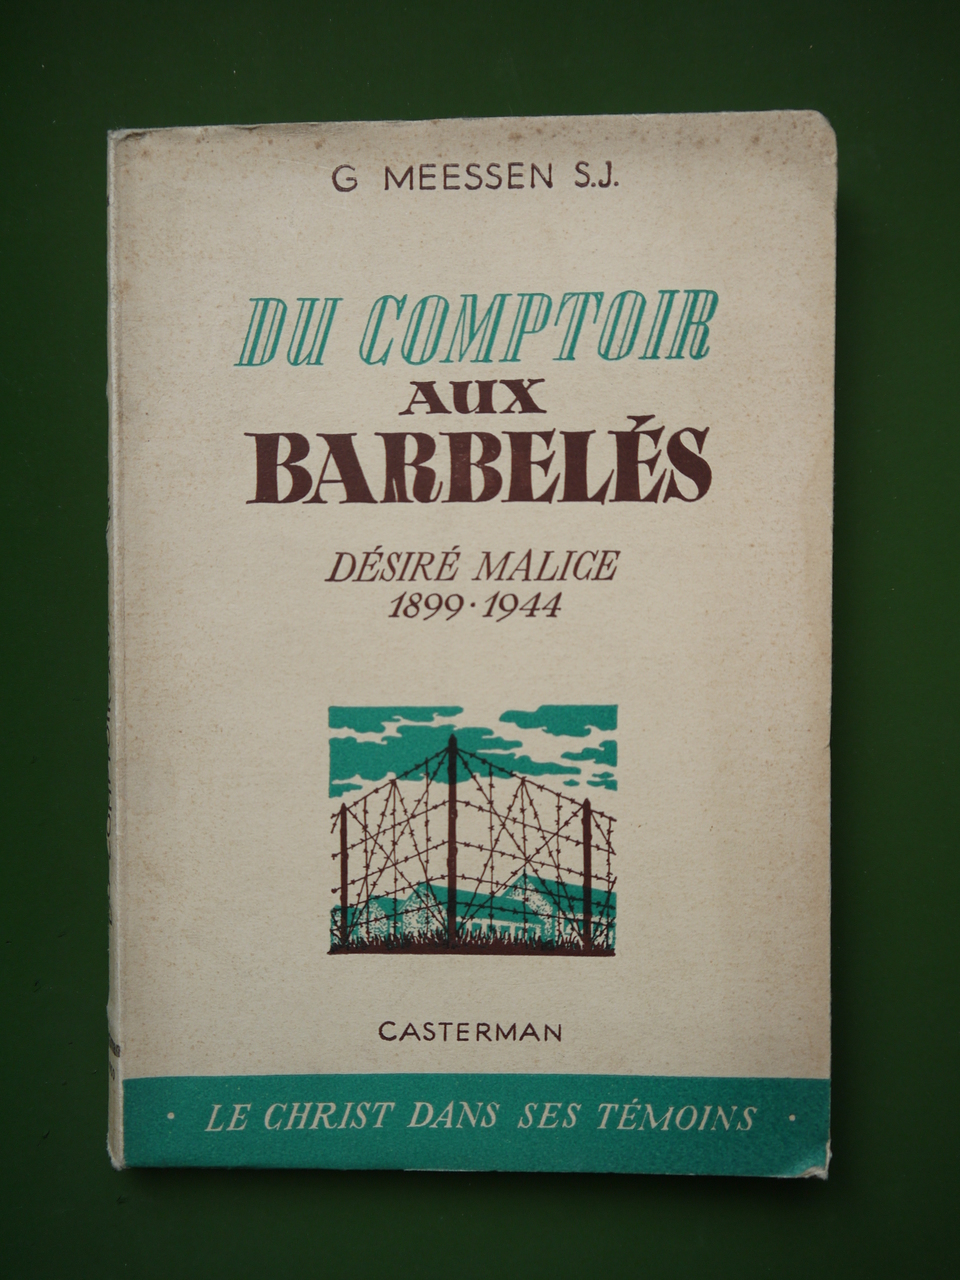 G MEESSEN S.J.
DU COMPTOIR
AUX
BARBELÉS
DÉSIRÉ MALICE
1899 · 1944
CASTERMAN
· LE CHRIST DANS SES TÉMOINS ·